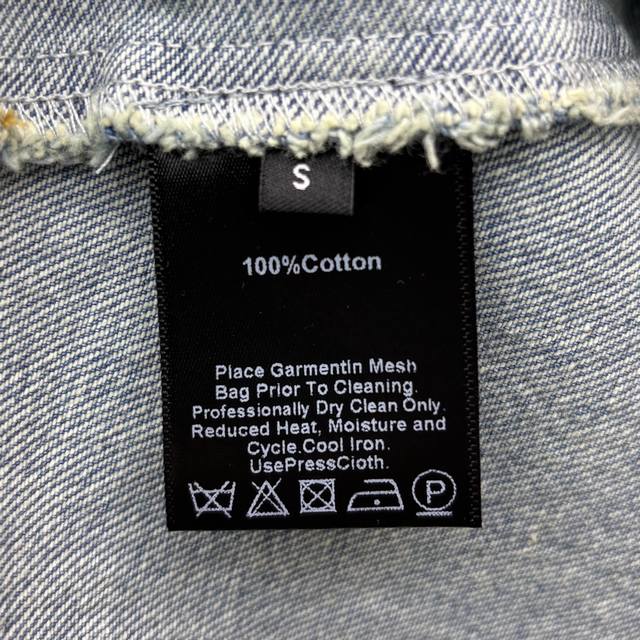 S
100%Cotton
Place GarmentIn Mesh
Bag Prior To Cleaning.
Professionally Dry Clean Only.
Reduced Heat, Moisture and
Cycle.Cool Iron.
UsePressCloth.
P